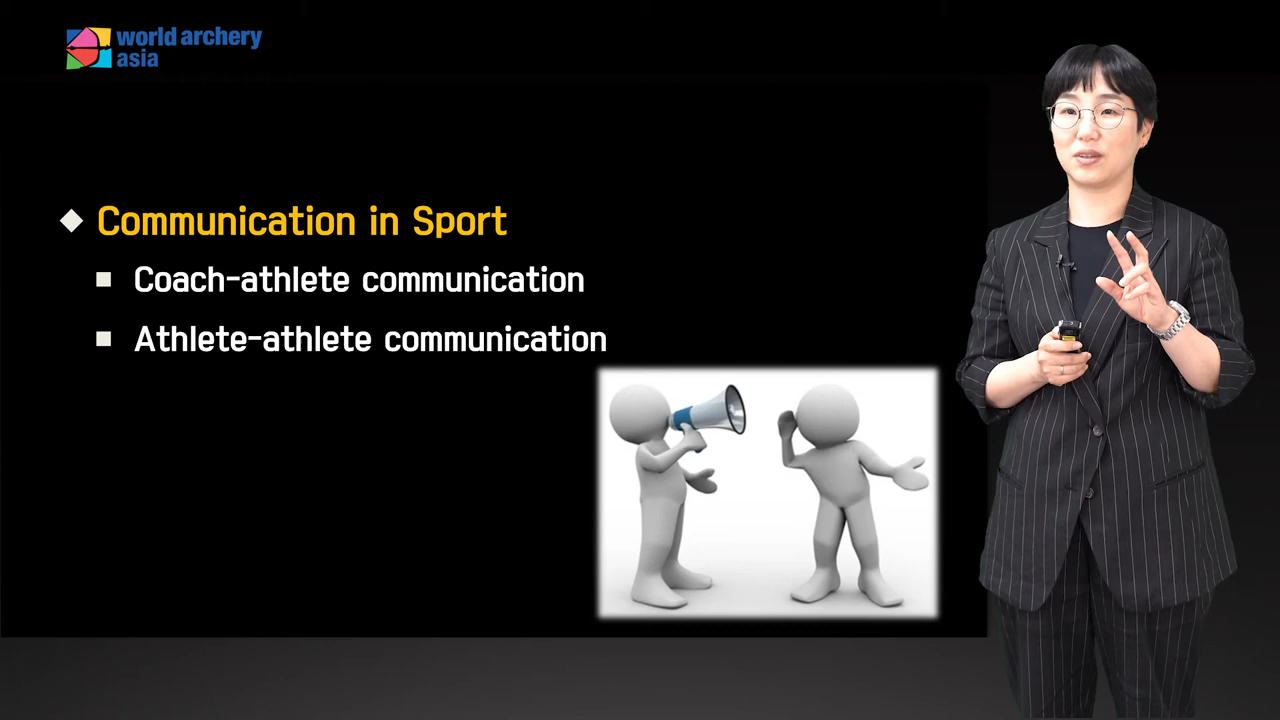 world archery
asia
Communication in Sport
Coach-athlete communication
Athlete-athlete communication